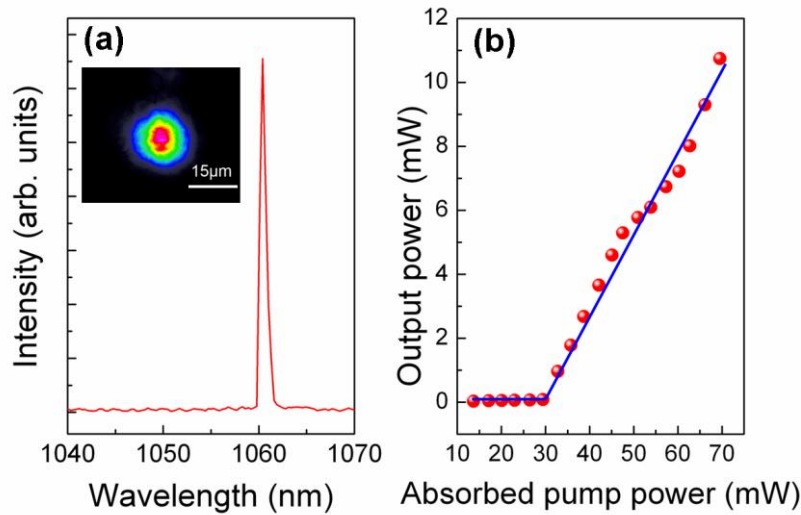 (a)
15μm
Intensity (arb. units)
1040 1050 1060 1070
Wavelength (nm)
(b)
12
10
8
6
4
2
0
Output power (mW)
10 20 30 40 50 60 70
Absorbed pump power (mW)